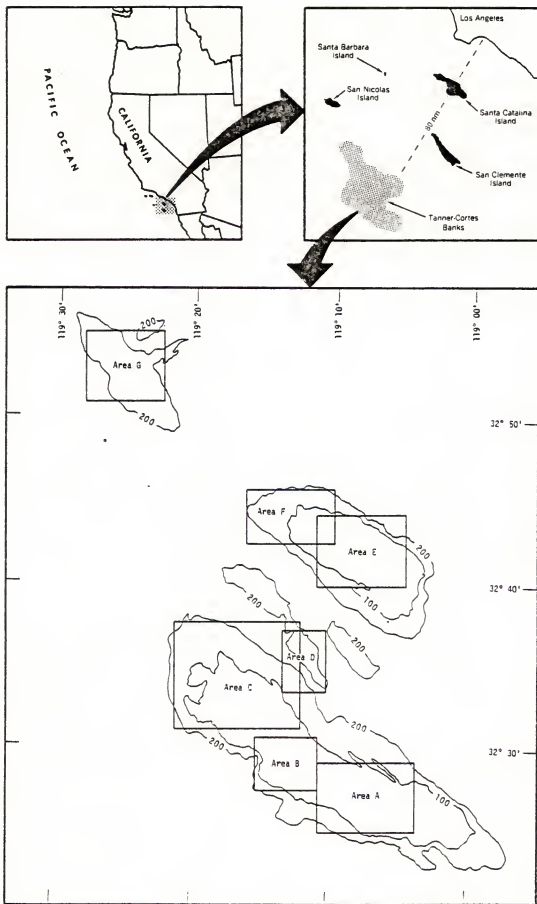 PACIFIC OCEAN
CALIFORNIA
Los Angeles
Santa Barbara
Island
San Nicolas
Island
80 nm
Santa Catalina
Island
San Clemente
Island
Tanner-Cortes
Banks
119° 30'
119° 20'
119° 10'
119° 00'
200
Area G
200
32° 50'
Area F
Area E
200
100
32° 40'
200
200
Area D
Area C
200
200
32° 30'
Area B
Area A
100
200